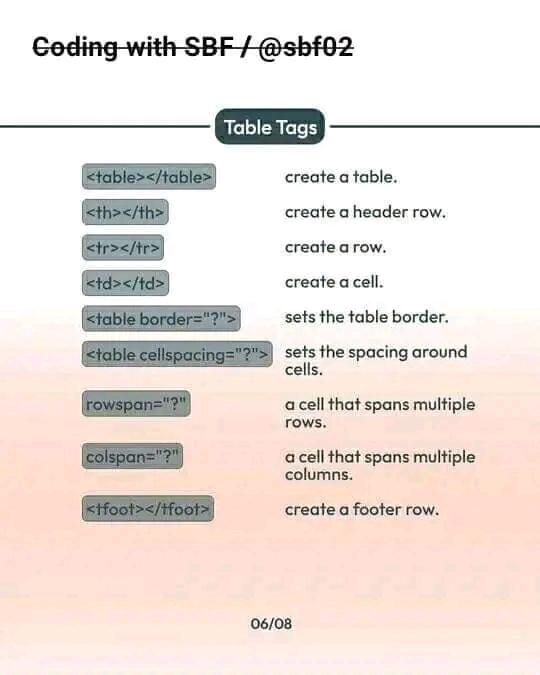 Coding with SBF / @sbf02
Table Tags
<table></table> create a table.
<th></th> create a header row.
<tr></tr> create a row.
<td></td> create a cell.
<table border="?"> sets the table border.
<table cellspacing="?"> sets the spacing around
cells.
rowspan="?" a cell that spans multiple
rows.
colspan="?" a cell that spans multiple
columns.
<tfoot></tfoot> create a footer row.
06/08